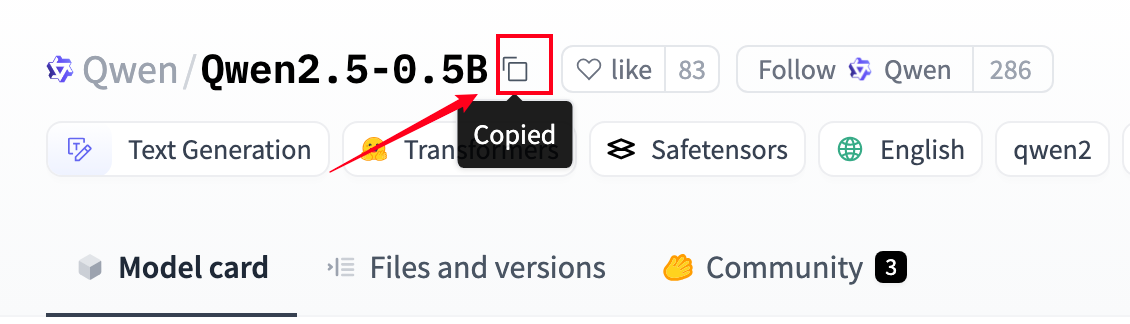 Qwen/Qwen2.5-0.5B like 83 Follow Qwen 286
Copied
Text Generation Transformers Safetensors English qwen2
Model card Files and versions Community 3